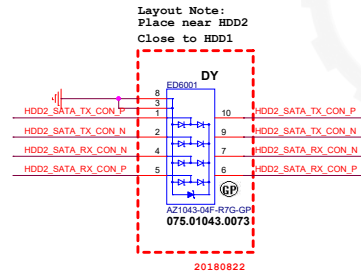 Layout Note:
Place near HDD2
Close to HDD1
DY
ED6001
8
3
HDD2_SATA_TX_CON_P 1 10 HDD2_SATA_TX_CON_P
HDD2_SATA_TX_CON_N 2 9 HDD2_SATA_TX_CON_N
HDD2_SATA_RX_CON_N 4 7 HDD2_SATA_RX_CON_N
HDD2_SATA_RX_CON_P 5 6 HDD2_SATA_RX_CON_P
GP
AZ1043-04F-R7G-GP
075.01043.0073
20180822